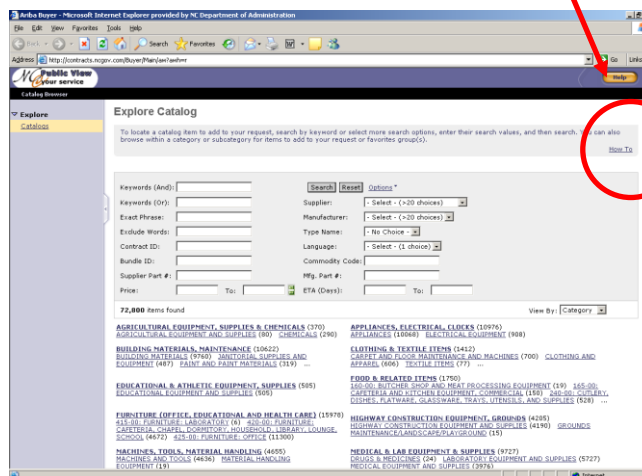 Ariba Buyer - Microsoft Internet Explorer provided by NC Department of Administration
File Edit View Favorites Tools Help
Back Search Favorites
Address http://contracts.ncgov.com/Buyer/Main/aw?awh=r Go Links
NC Public View
@ your service
Help
Catalog Browser
Explore
Catalogs
Explore Catalog
To locate a catalog item to add to your request, search by keyword or select more search options, enter their search values, and then search. You can also
browse within a category or subcategory for items to add to your request or favorites group(s).
How To
Keywords (And): Search Reset Options
Keywords (Or): Supplier: - Select - (>20 choices)
Exact Phrase: Manufacturer: - Select - (>20 choices)
Exclude Words: Type Name: - No Choice -
Contract ID: Language: - Select - (1 choice)
Bundle ID: Commodity Code:
Supplier Part #: Mfg. Part #:
Price: To: ETA (Days): To:
72,800 items found View By: Category
AGRICULTURAL EQUIPMENT, SUPPLIES & CHEMICALS (370)
AGRICULTURAL EQUIPMENT AND SUPPLIES (80) CHEMICALS (290)
APPLIANCES, ELECTRICAL, CLOCKS (10976)
APPLIANCES (10068) ELECTRICAL EQUIPMENT (908)
BUILDING MATERIALS, MAINTENANCE (10622)
BUILDING MATERIALS (9760) JANITORIAL SUPPLIES AND
EQUIPMENT (487) PAINT AND PAINT MATERIALS (319) ...
CLOTHING & TEXTILE ITEMS (1412)
CARPET AND FLOOR MAINTENANCE AND MACHINES (700) CLOTHING AND
APPAREL (606) TEXTILE ITEMS (77) ...
EDUCATIONAL & ATHLETIC EQUIPMENT, SUPPLIES (505)
EDUCATIONAL EQUIPMENT AND SUPPLIES (505)
FOOD & RELATED ITEMS (1750)
160-00: BUTCHER SHOP AND MEAT PROCESSING EQUIPMENT (19) 165-00:
CAFETERIA AND KITCHEN EQUIPMENT, COMMERCIAL (150) 240-00: CUTLERY,
DISHES, FLATWARE, GLASSWARE, TRAYS, UTENSILS, AND SUPPLIES (528) ...
FURNITURE (OFFICE, EDUCATIONAL AND HEALTH CARE) (15978)
415-00: FURNITURE: LABORATORY (6) 420-00: FURNITURE:
CAFETERIA, CHAPEL, DORMITORY, HOUSEHOLD, LIBRARY, LOUNGE,
SCHOOL (4672) 425-00: FURNITURE: OFFICE (11300)
HIGHWAY CONSTRUCTION EQUIPMENT, GROUNDS (4205)
HIGHWAY CONSTRUCTION EQUIPMENT AND SUPPLIES (4190) GROUNDS
MAINTENANCE/LANDSCAPE/PLAYGROUND (15)
MACHINES, TOOLS, MATERIAL HANDLING (4655)
MACHINES AND TOOLS (4636) MATERIAL HANDLING
EQUIPMENT (19)
MEDICAL & LAB EQUIPMENT & SUPPLIES (9727)
DRUGS & MEDICINES (24) LABORATORY EQUIPMENT AND SUPPLIES (5727)
MEDICAL EQUIPMENT AND SUPPLIES (3976)
Internet